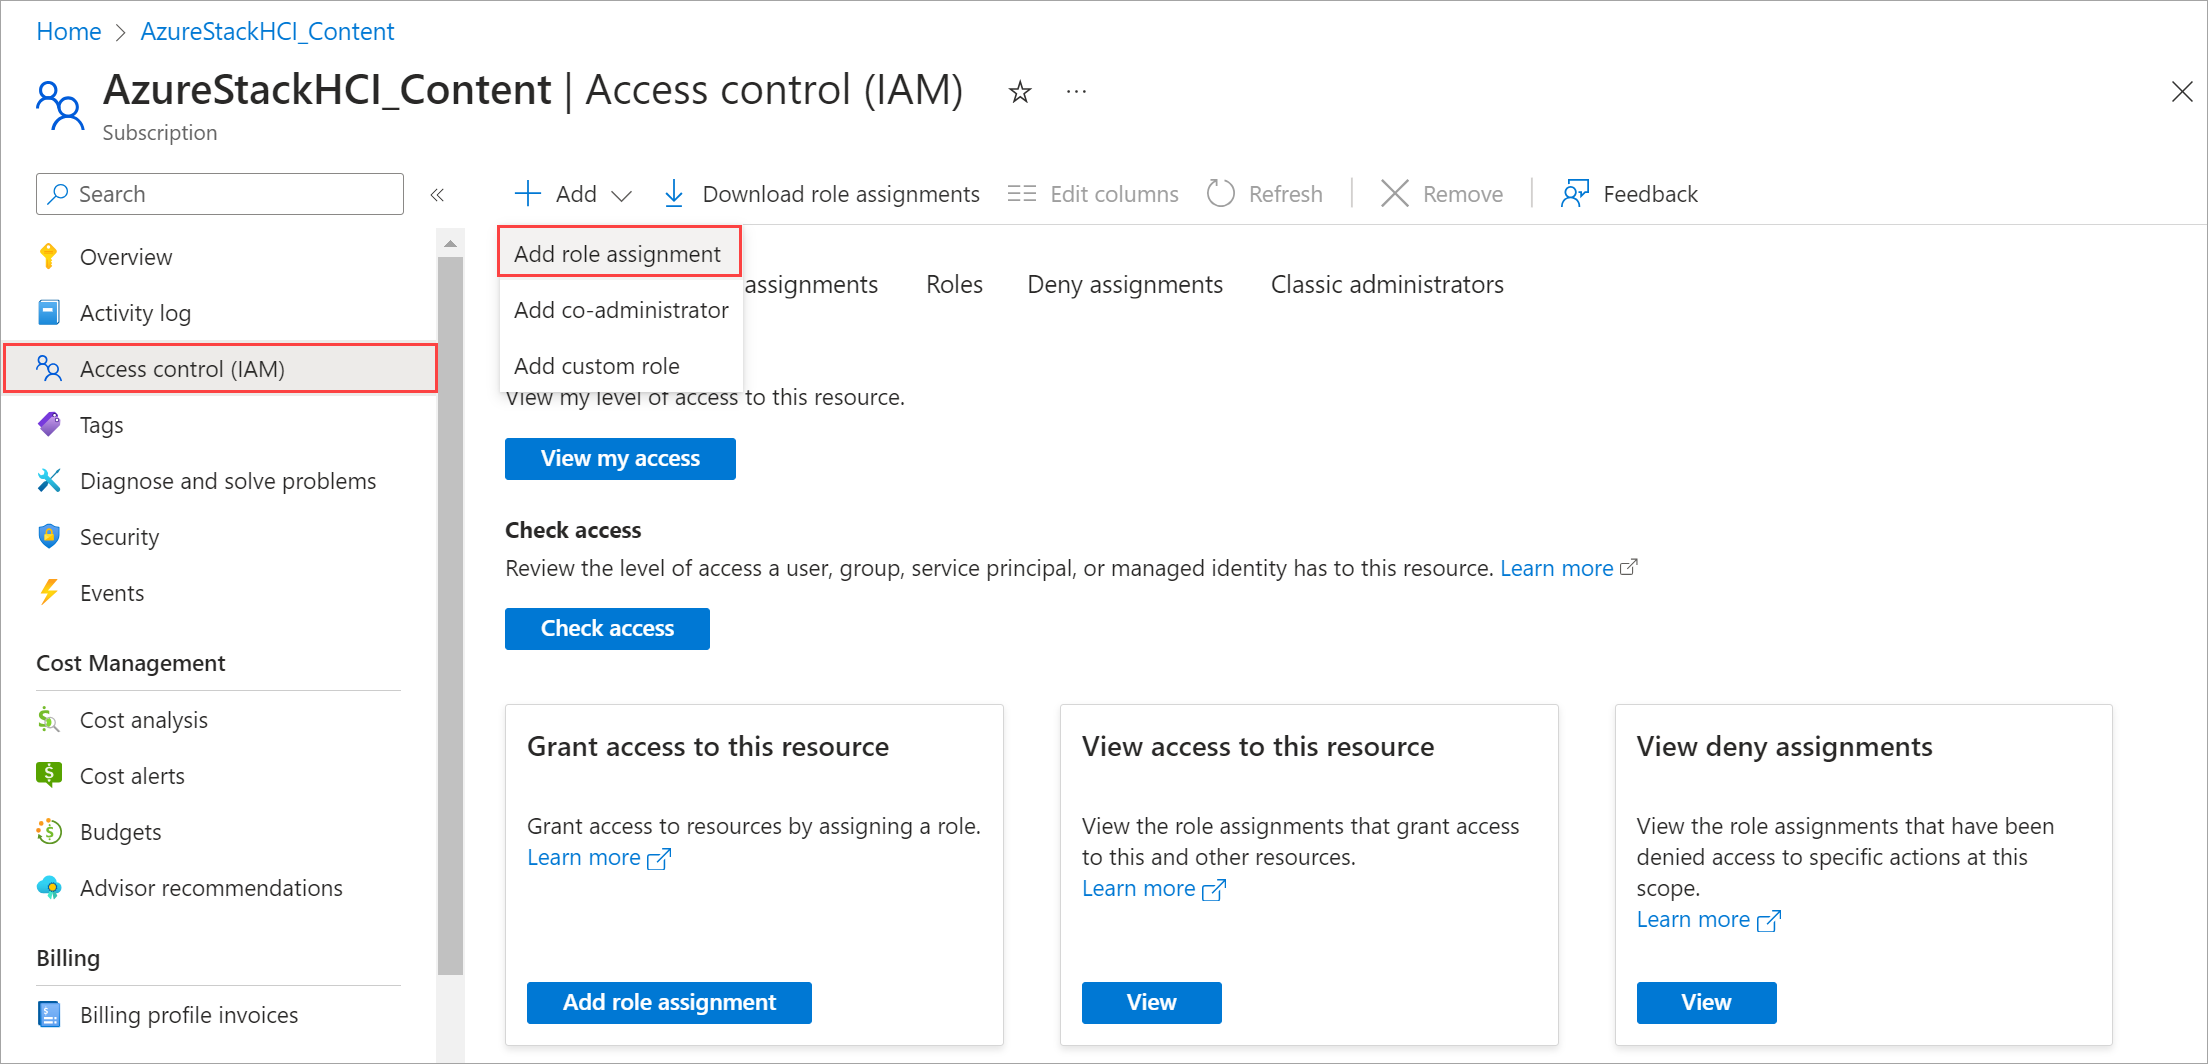 Home > AzureStackHCI_Content
AzureStackHCI_Content | Access control (IAM) ☆ ···
Subscription
Search «
Add Download role assignments Edit columns Refresh Remove Feedback
Overview
Activity log
Access control (IAM)
Tags
Diagnose and solve problems
Security
Events
Cost Management
Cost analysis
Cost alerts
Budgets
Advisor recommendations
Billing
Billing profile invoices
Add role assignment
Add co-administrator
Add custom role
assignments Roles Deny assignments Classic administrators
View my level of access to this resource.
View my access
Check access
Review the level of access a user, group, service principal, or managed identity has to this resource. Learn more
Check access
Grant access to this resource
Grant access to resources by assigning a role.
Learn more
Add role assignment
View access to this resource
View the role assignments that grant access
to this and other resources.
Learn more
View
View deny assignments
View the role assignments that have been
denied access to specific actions at this
scope.
Learn more
View